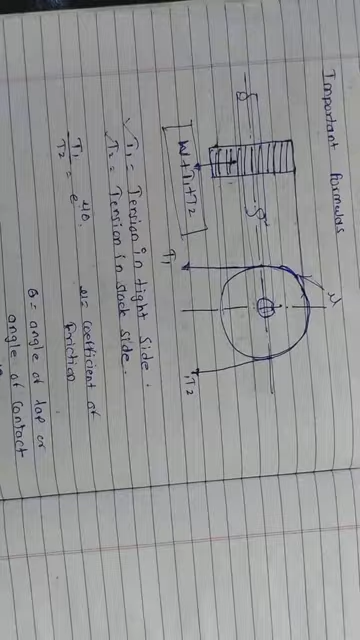 Important formulas
μ
W+T1+T2
T1
T2
T1 = Tension in tight side.
T2 = Tension in slack side.
T1/T2 = e^μθ. μ = coefficient of
friction
θ = angle of lap or
angle of contact